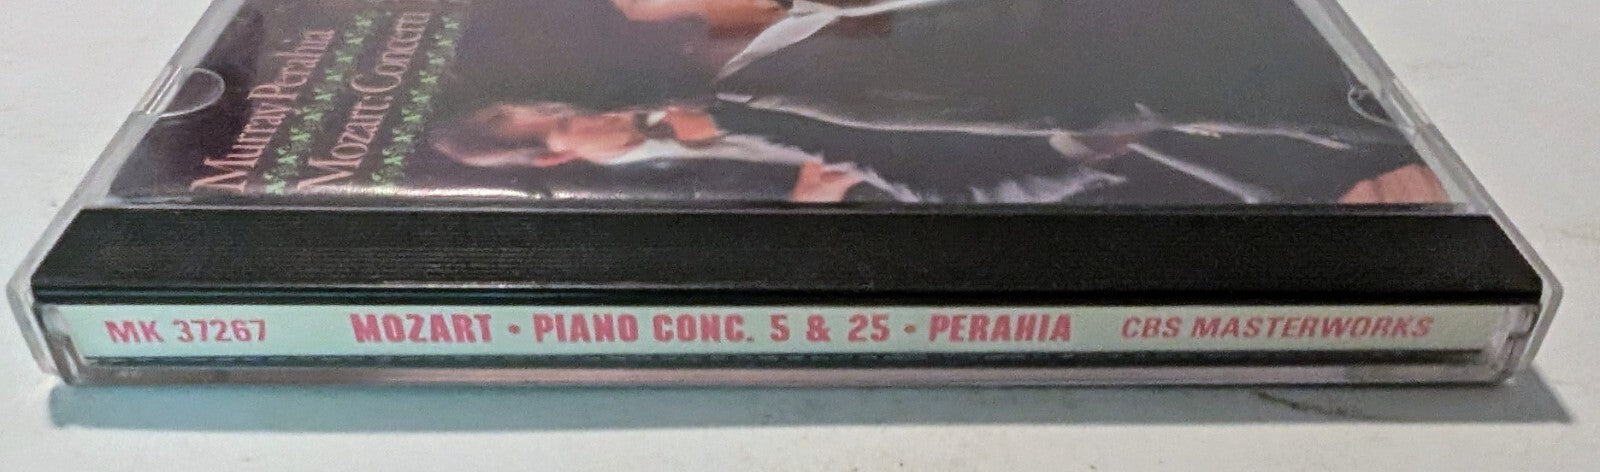 Murray Perahia
Mozart: Concerti
MK 37267 MOZART • PIANO CONC. 5 & 25 • PERAHIA CBS MASTERWORKS